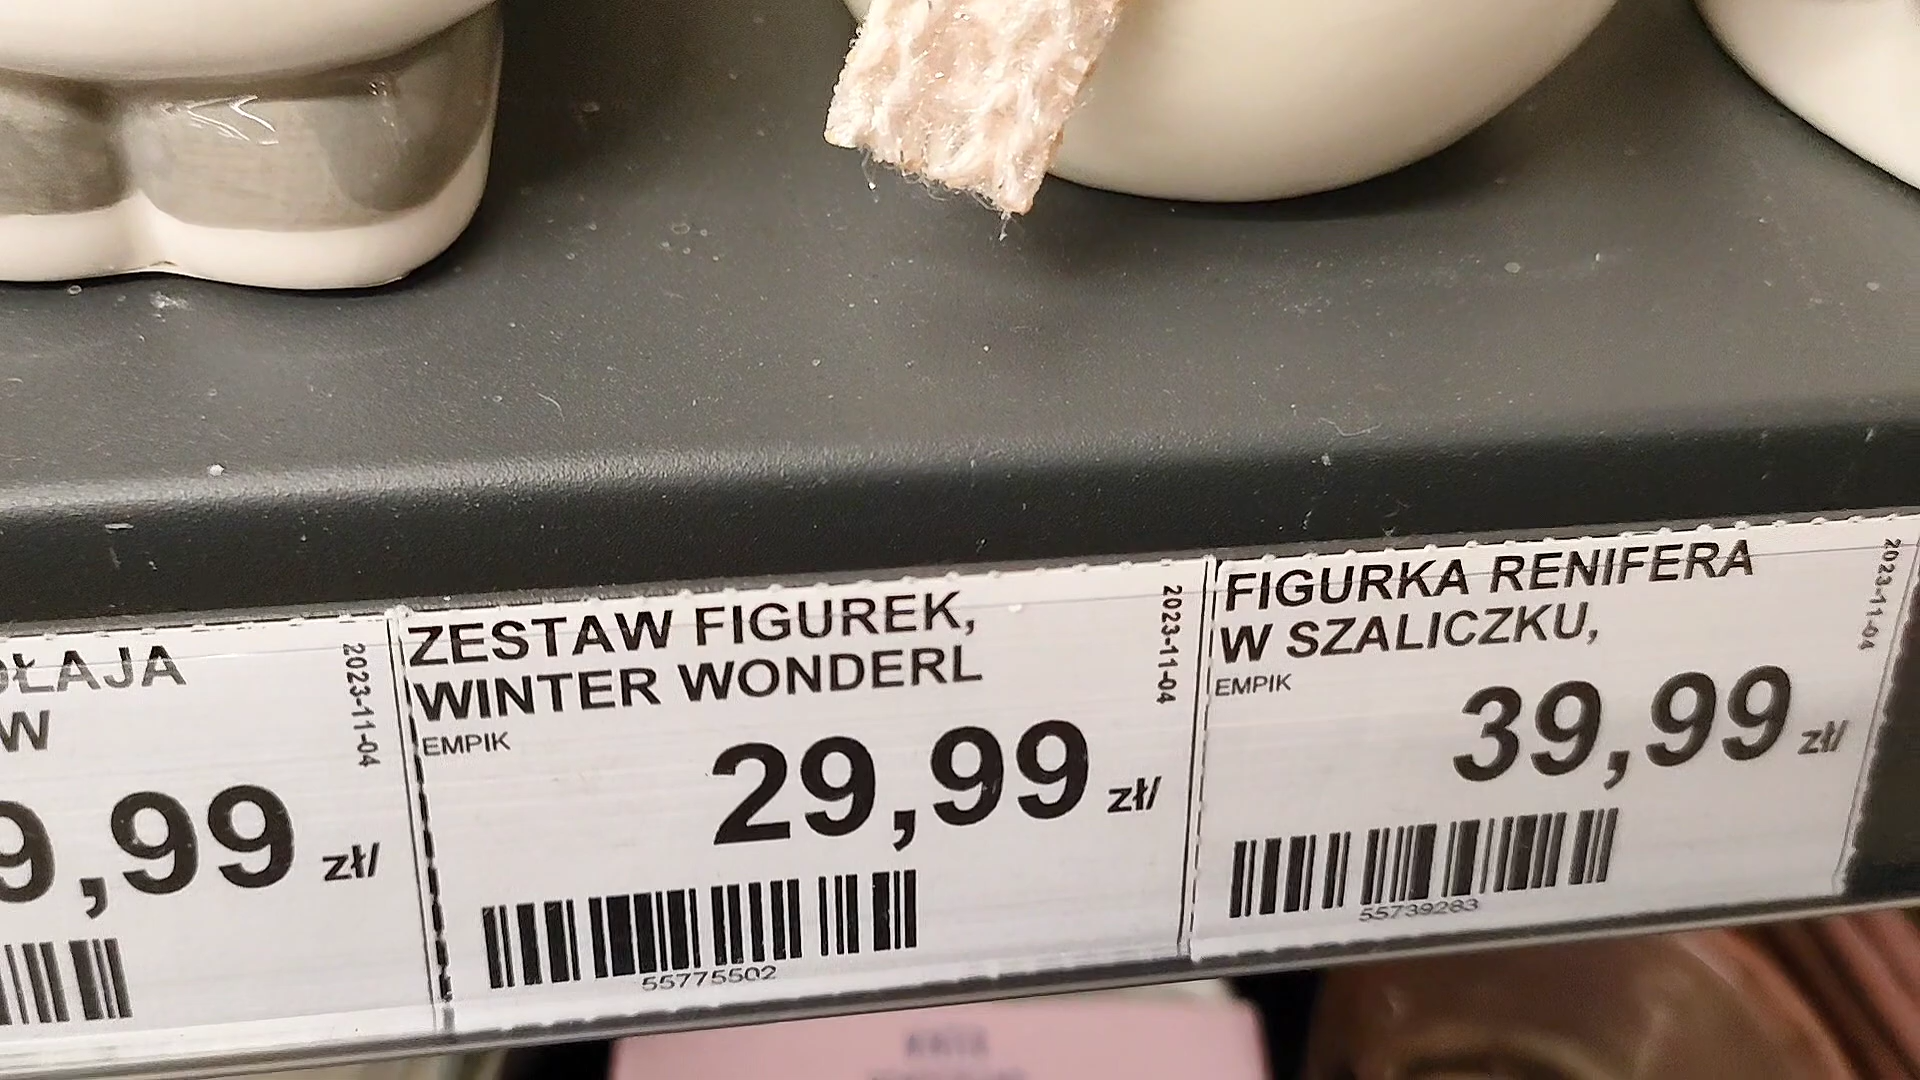 OŁAJA
W
2023-11-04
9,99 zł/
ZESTAW FIGUREK,
WINTER WONDERL
2023-11-04
EMPIK
29,99 zł/
55775502
FIGURKA RENIFERA
W SZALICZKU,
2023-11-04
EMPIK
39,99 zł/
55739283